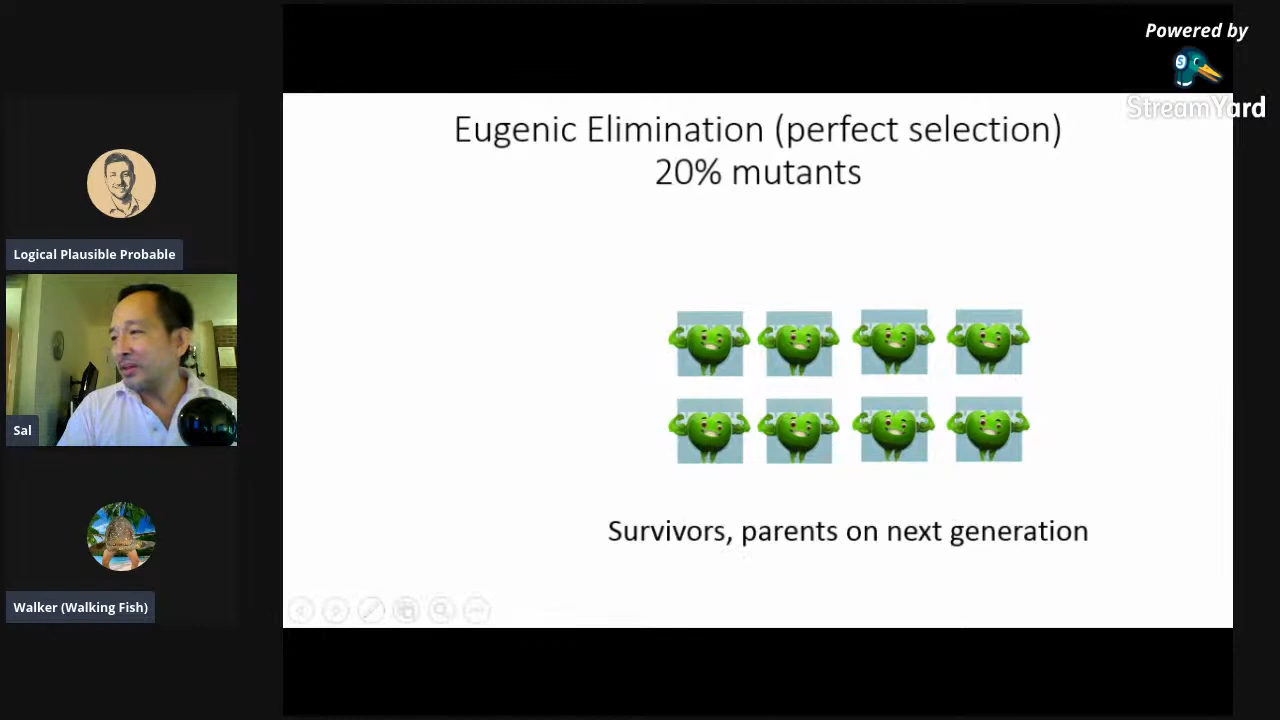 Powered by
StreamYard
Eugenic Elimination (perfect selection)
20% mutants
Logical Plausible Probable
Sal
Survivors, parents on next generation
Walker (Walking Fish)